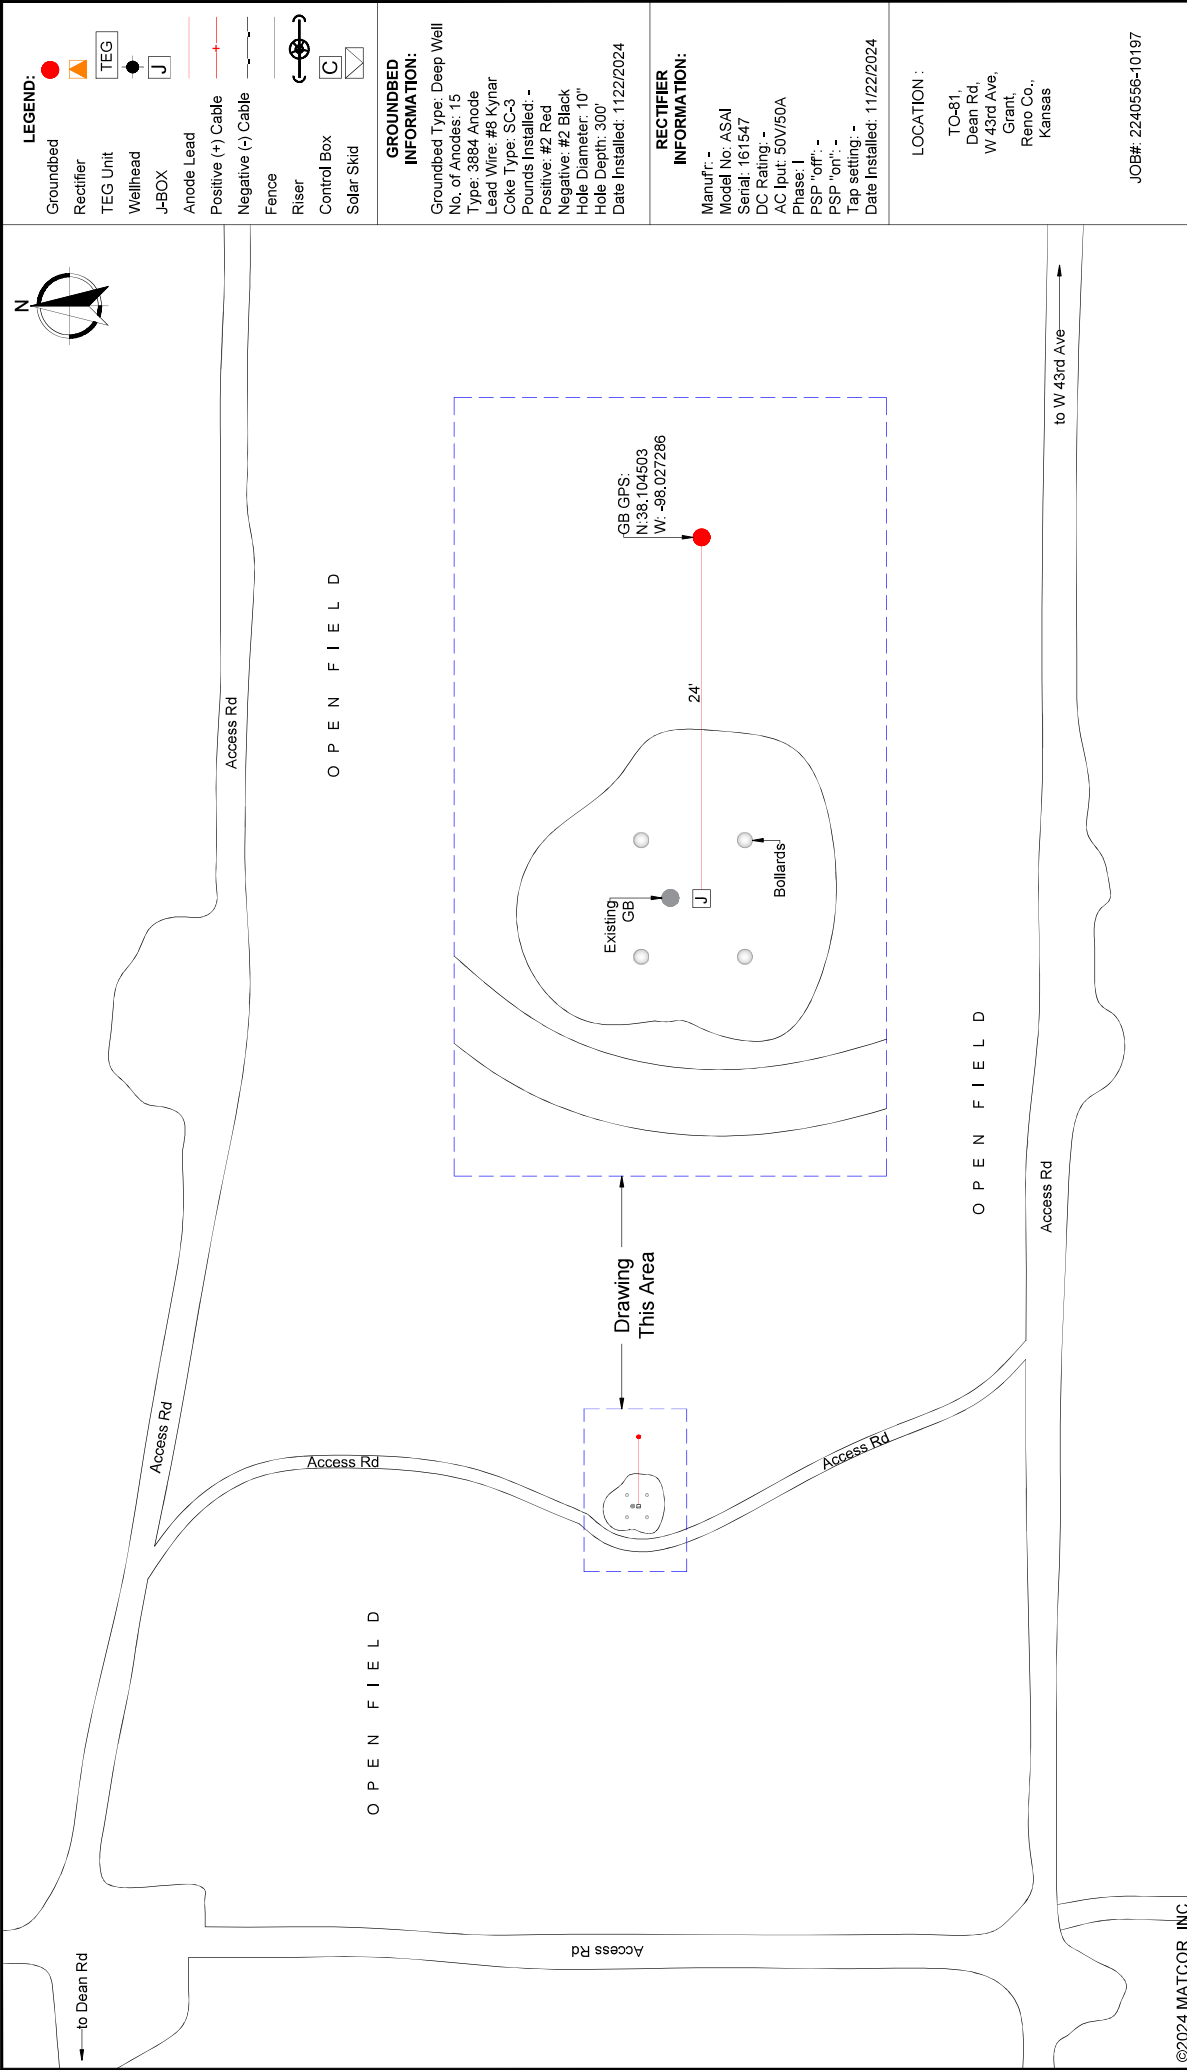 LEGEND:
Groundbed
Rectifier
TEG Unit
TEG
Wellhead
J-BOX
J
Anode Lead
Positive (+) Cable
+
Negative (-) Cable
Fence
Riser
Control Box
C
Solar Skid
GROUNDBED
INFORMATION:
Groundbed Type: Deep Well
No. of Anodes: 15
Type: 3884 Anode
Lead Wire: #8 Kynar
Coke Type: SC-3
Pounds Installed: -
Positive: #2 Red
Negative: #2 Black
Hole Diameter: 10"
Hole Depth: 300'
Date Installed: 1122/2024
RECTIFIER
INFORMATION:
Manuf'r: -
Model No: ASAI
Serial: 161547
DC Rating: -
AC Iput: 50V/50A
Phase: I
PSP "off": -
PSP "on": -
Tap setting: -
Date Installed: 11/22/2024
LOCATION :
TO-81,
Dean Rd,
W 43rd Ave,
Grant,
Reno Co.,
Kansas
JOB#: 2240556-10197
N
Access Rd
OPEN FIELD
GB GPS:
N:38.104503
W: -98.027286
24'
Existing
GB
J
Bollards
to W 43rd Ave
OPEN FIELD
Access Rd
Drawing
This Area
Access Rd
Access Rd
Access Rd
OPEN FIELD
Access Rd
to Dean Rd
©2024 MATCOR, INC.